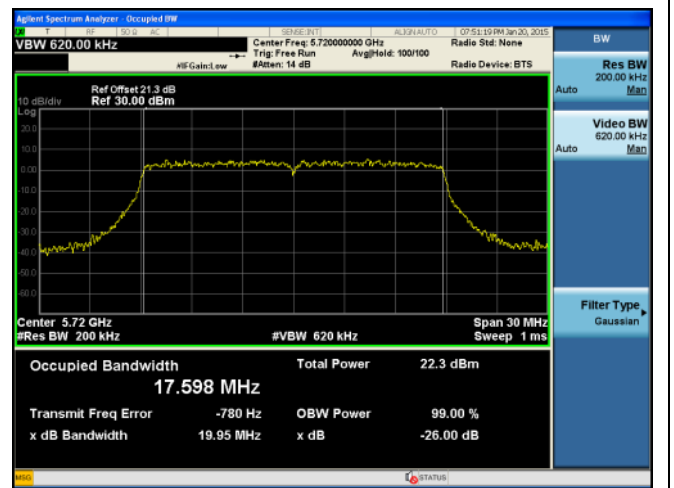 Agilent Spectrum Analyzer - Occupied BW
T RF 50 Ω AC SENSE:INT ALIGN AUTO 07:51:19 PM Jan 20, 2015
VBW 620.00 kHz Center Freq: 5.720000000 GHz Radio Std: None
Trig: Free Run Avg|Hold: 100/100
#IFGain:Low #Atten: 14 dB Radio Device: BTS
BW
Res BW
200.00 kHz
Auto Man
Video BW
620.00 kHz
Auto Man
Filter Type
Gaussian
Ref Offset 21.3 dB
10 dB/div Ref 30.00 dBm
Log
20.0
10.0
0.00
-10.0
-20.0
-30.0
-40.0
-50.0
-60.0
Center 5.72 GHz Span 30 MHz
#Res BW 200 kHz #VBW 620 kHz Sweep 1 ms
Occupied Bandwidth Total Power 22.3 dBm
17.598 MHz
Transmit Freq Error -780 Hz OBW Power 99.00 %
x dB Bandwidth 19.95 MHz x dB -26.00 dB
MSG STATUS